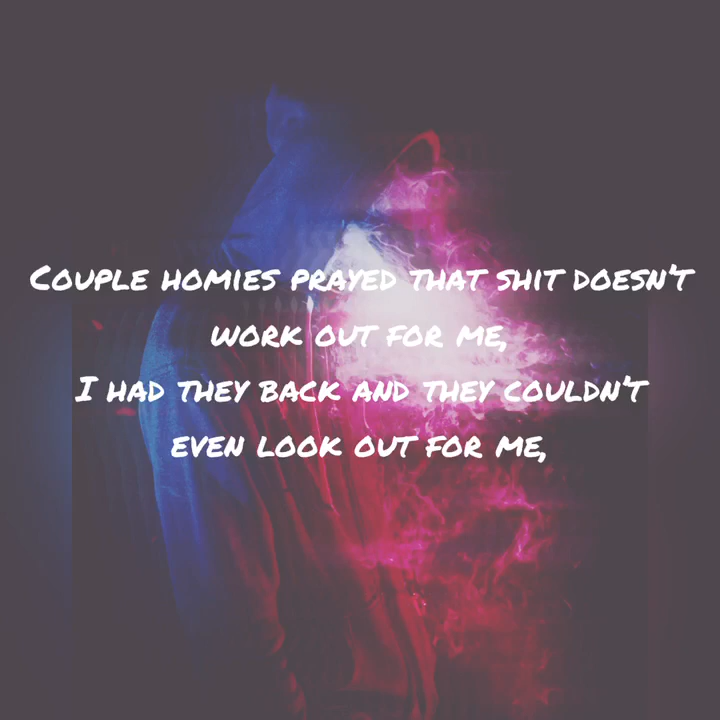 Couple homies prayed that shit doesn't
work out for me,
I had they back and they couldn't
even look out for me,